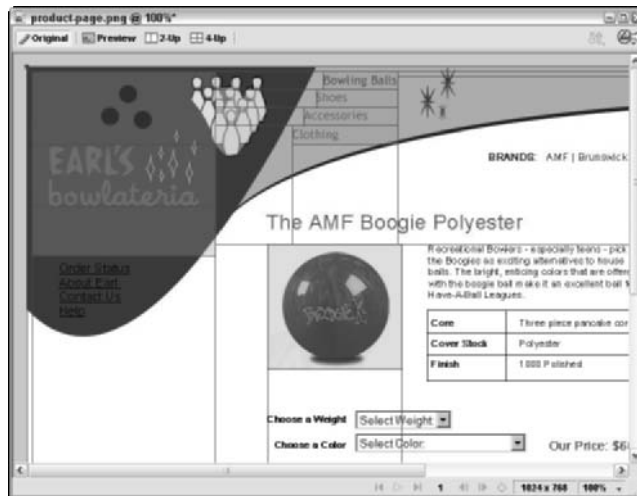 product-page.png @ 100%*
Original Preview 2-Up 4-Up
Bowling Balls
Shoes
Accessories
Clothing
EARL'S
bowlateria
BRANDS: AMF | Brunswick
The AMF Boogie Polyester
Order Status
About Earl
Contact Us
Help
BOOGIE
Recreational Bowlers - especially teens - pick
the Boogies as exciting alternatives to house
balls. The bright, enticing colors that are offere
with the boogie ball make it an excellent ball f
Have-A-Ball Leagues.
Core Three piece pancake cor
Cover Stock Polyester
Finish 1000 Polished
Choose a Weight Select Weight:
Choose a Color Select Color:
Our Price: $6
1 1024 x 768 100%